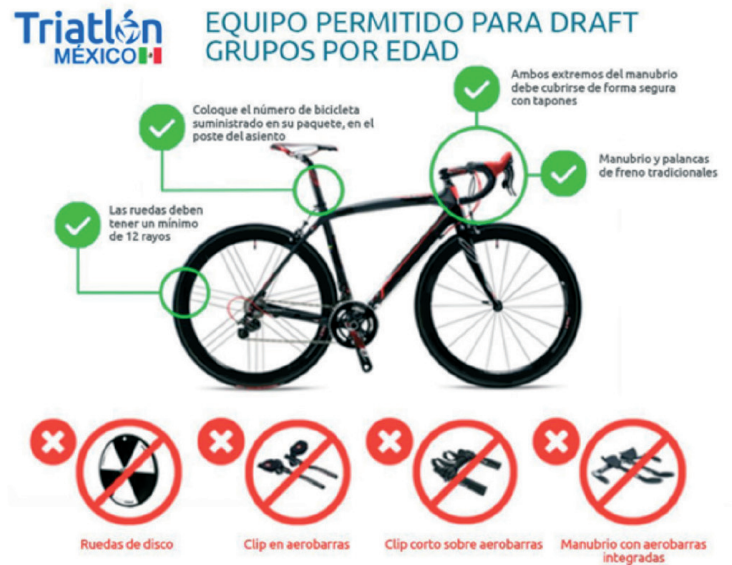 Triatlón
MÉXICO
EQUIPO PERMITIDO PARA DRAFT
GRUPOS POR EDAD
Ambos extremos del manubrio
debe cubrirse de forma segura
con tapones
Coloque el número de bicicleta
suministrado en su paquete, en el
poste del asiento
Manubrio y palancas
de freno tradicionales
Las ruedas deben
tener un mínimo
de 12 rayos
Ruedas de disco
Clip en aerobarras
Clip corto sobre aerobarras
Manubrio con aerobarras
integradas